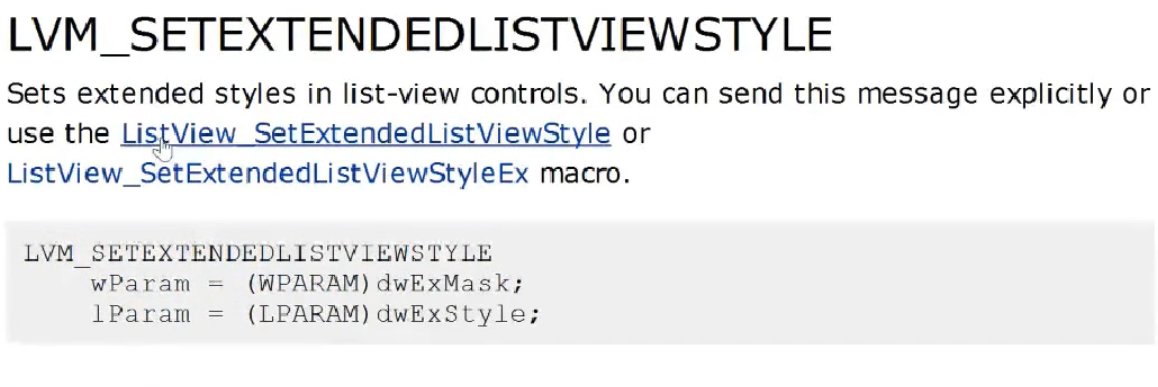 LVM_SETEXTENDEDLISTVIEWSTYLE
Sets extended styles in list-view controls. You can send this message explicitly or
use the ListView_SetExtendedListViewStyle or
ListView_SetExtendedListViewStyleEx macro.
LVM_SETEXTENDEDLISTVIEWSTYLE
    wParam = (WPARAM)dwExMask;
    lParam = (LPARAM)dwExStyle;